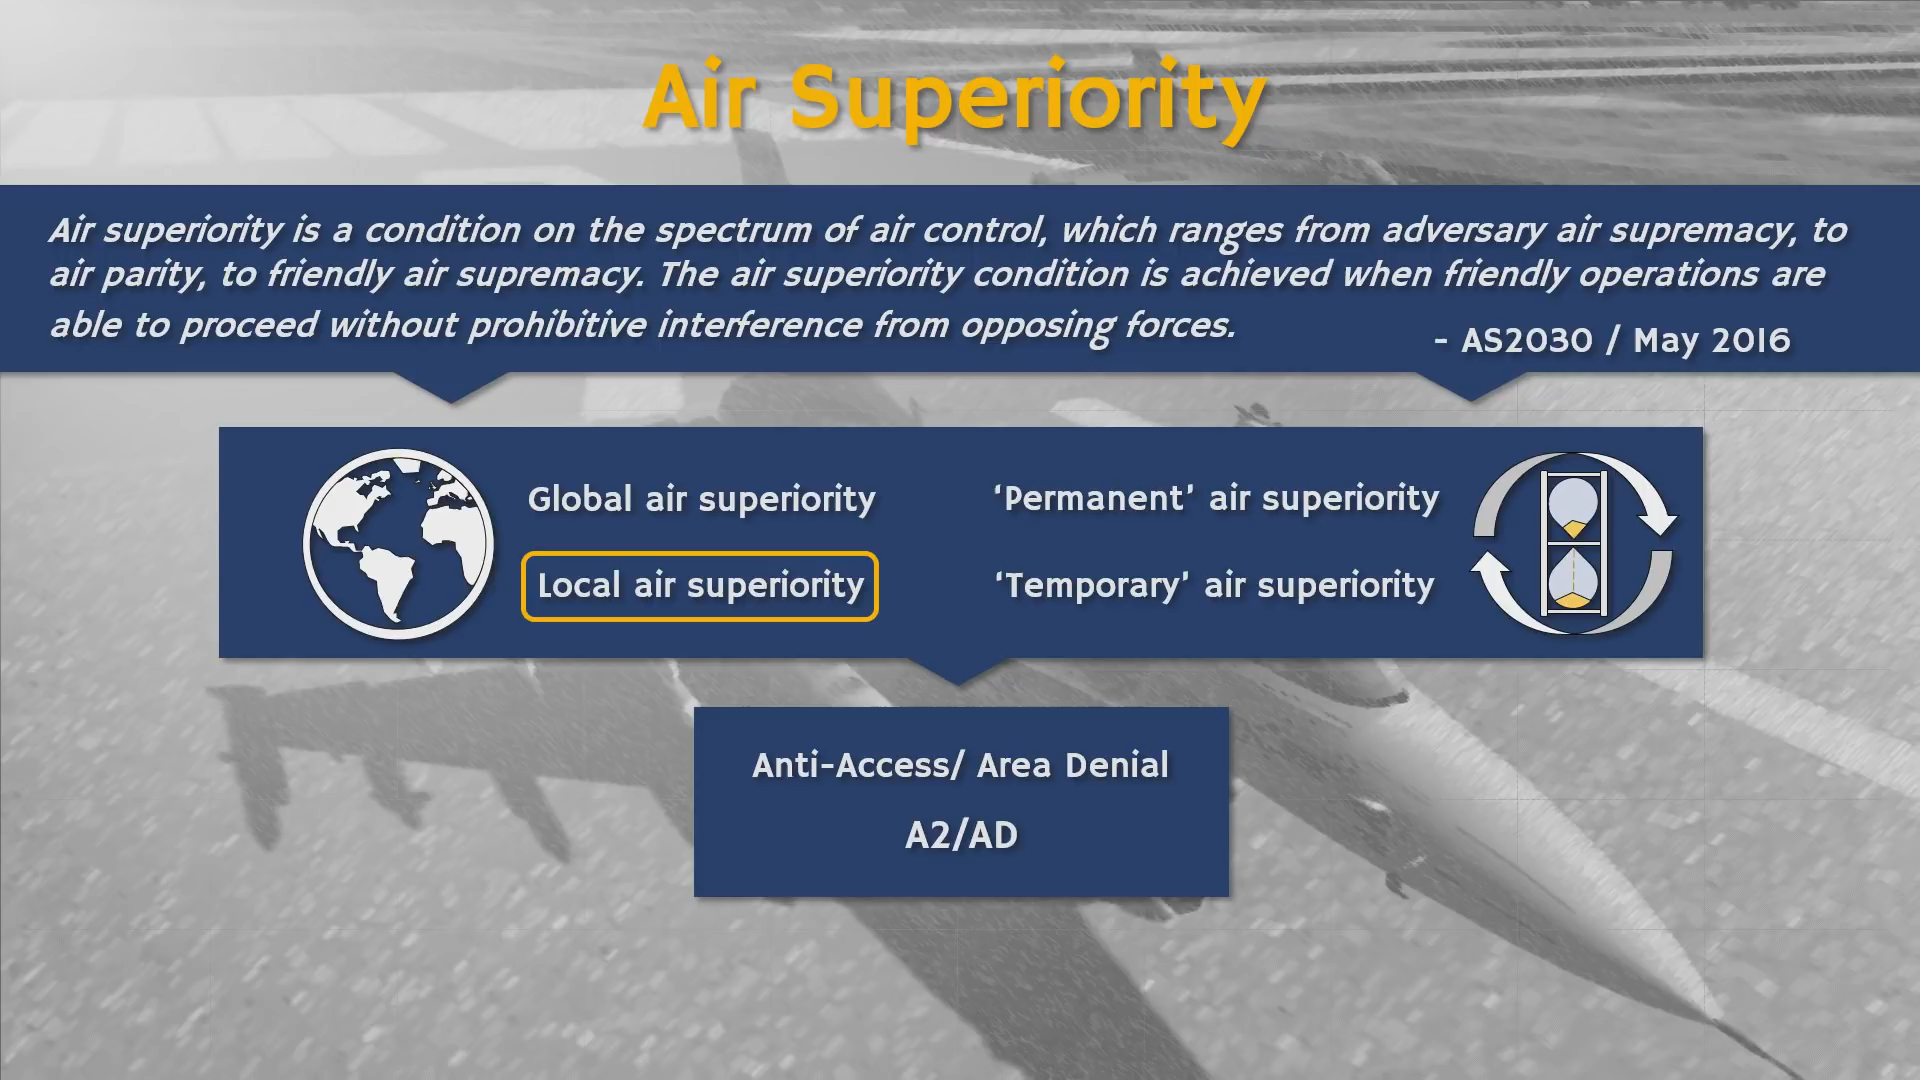 Air Superiority
Air superiority is a condition on the spectrum of air control, which ranges from adversary air supremacy, to
air parity, to friendly air supremacy. The air superiority condition is achieved when friendly operations are
able to proceed without prohibitive interference from opposing forces.
- AS2030 / May 2016
Global air superiority
‘Permanent’ air superiority
Local air superiority
‘Temporary’ air superiority
Anti-Access/ Area Denial
A2/AD